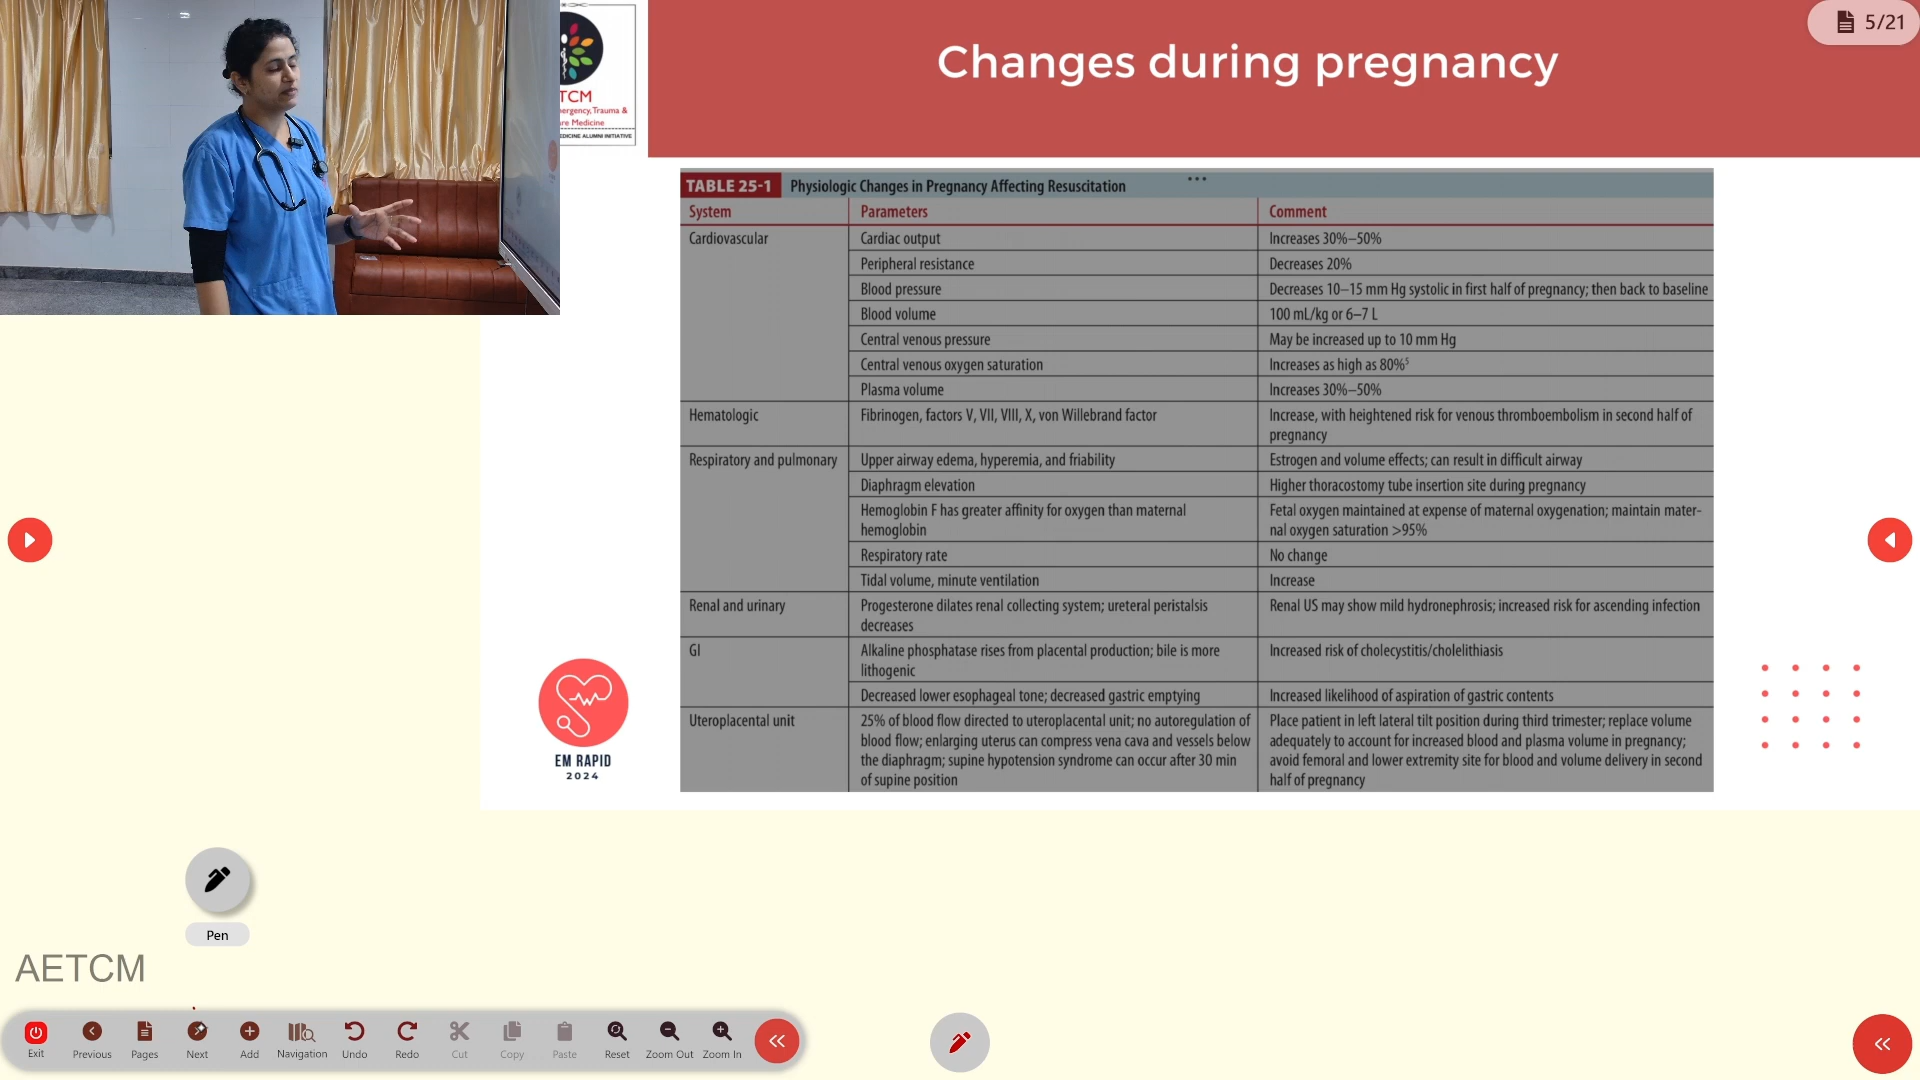 TCM
ergency, Trauma &
re Medicine
EDICINE ALUMNI INITIATIVE
Changes during pregnancy
5/21
TABLE 25-1 Physiologic Changes in Pregnancy Affecting Resuscitation
System Parameters Comment
Cardiovascular Cardiac output Increases 30%–50%
Peripheral resistance Decreases 20%
Blood pressure Decreases 10–15 mm Hg systolic in first half of pregnancy; then back to baseline
Blood volume 100 mL/kg or 6–7 L
Central venous pressure May be increased up to 10 mm Hg
Central venous oxygen saturation Increases as high as 80%⁵
Plasma volume Increases 30%–50%
Hematologic Fibrinogen, factors V, VII, VIII, X, von Willebrand factor Increase, with heightened risk for venous thromboembolism in second half of
pregnancy
Respiratory and pulmonary Upper airway edema, hyperemia, and friability Estrogen and volume effects; can result in difficult airway
Diaphragm elevation Higher thoracostomy tube insertion site during pregnancy
Hemoglobin F has greater affinity for oxygen than maternal
hemoglobin
Fetal oxygen maintained at expense of maternal oxygenation; maintain mater-
nal oxygen saturation >95%
Respiratory rate No change
Tidal volume, minute ventilation Increase
Renal and urinary Progesterone dilates renal collecting system; ureteral peristalsis
decreases
Renal US may show mild hydronephrosis; increased risk for ascending infection
GI Alkaline phosphatase rises from placental production; bile is more
lithogenic
Increased risk of cholecystitis/cholelithiasis
Decreased lower esophageal tone; decreased gastric emptying Increased likelihood of aspiration of gastric contents
Uteroplacental unit 25% of blood flow directed to uteroplacental unit; no autoregulation of
blood flow; enlarging uterus can compress vena cava and vessels below
the diaphragm; supine hypotension syndrome can occur after 30 min
of supine position
Place patient in left lateral tilt position during third trimester; replace volume
adequately to account for increased blood and plasma volume in pregnancy;
avoid femoral and lower extremity site for blood and volume delivery in second
half of pregnancy
EM RAPID
2024
Pen
AETCM
Exit Previous Pages Next Add Navigation Undo Redo Cut Copy Paste Reset Zoom Out Zoom In